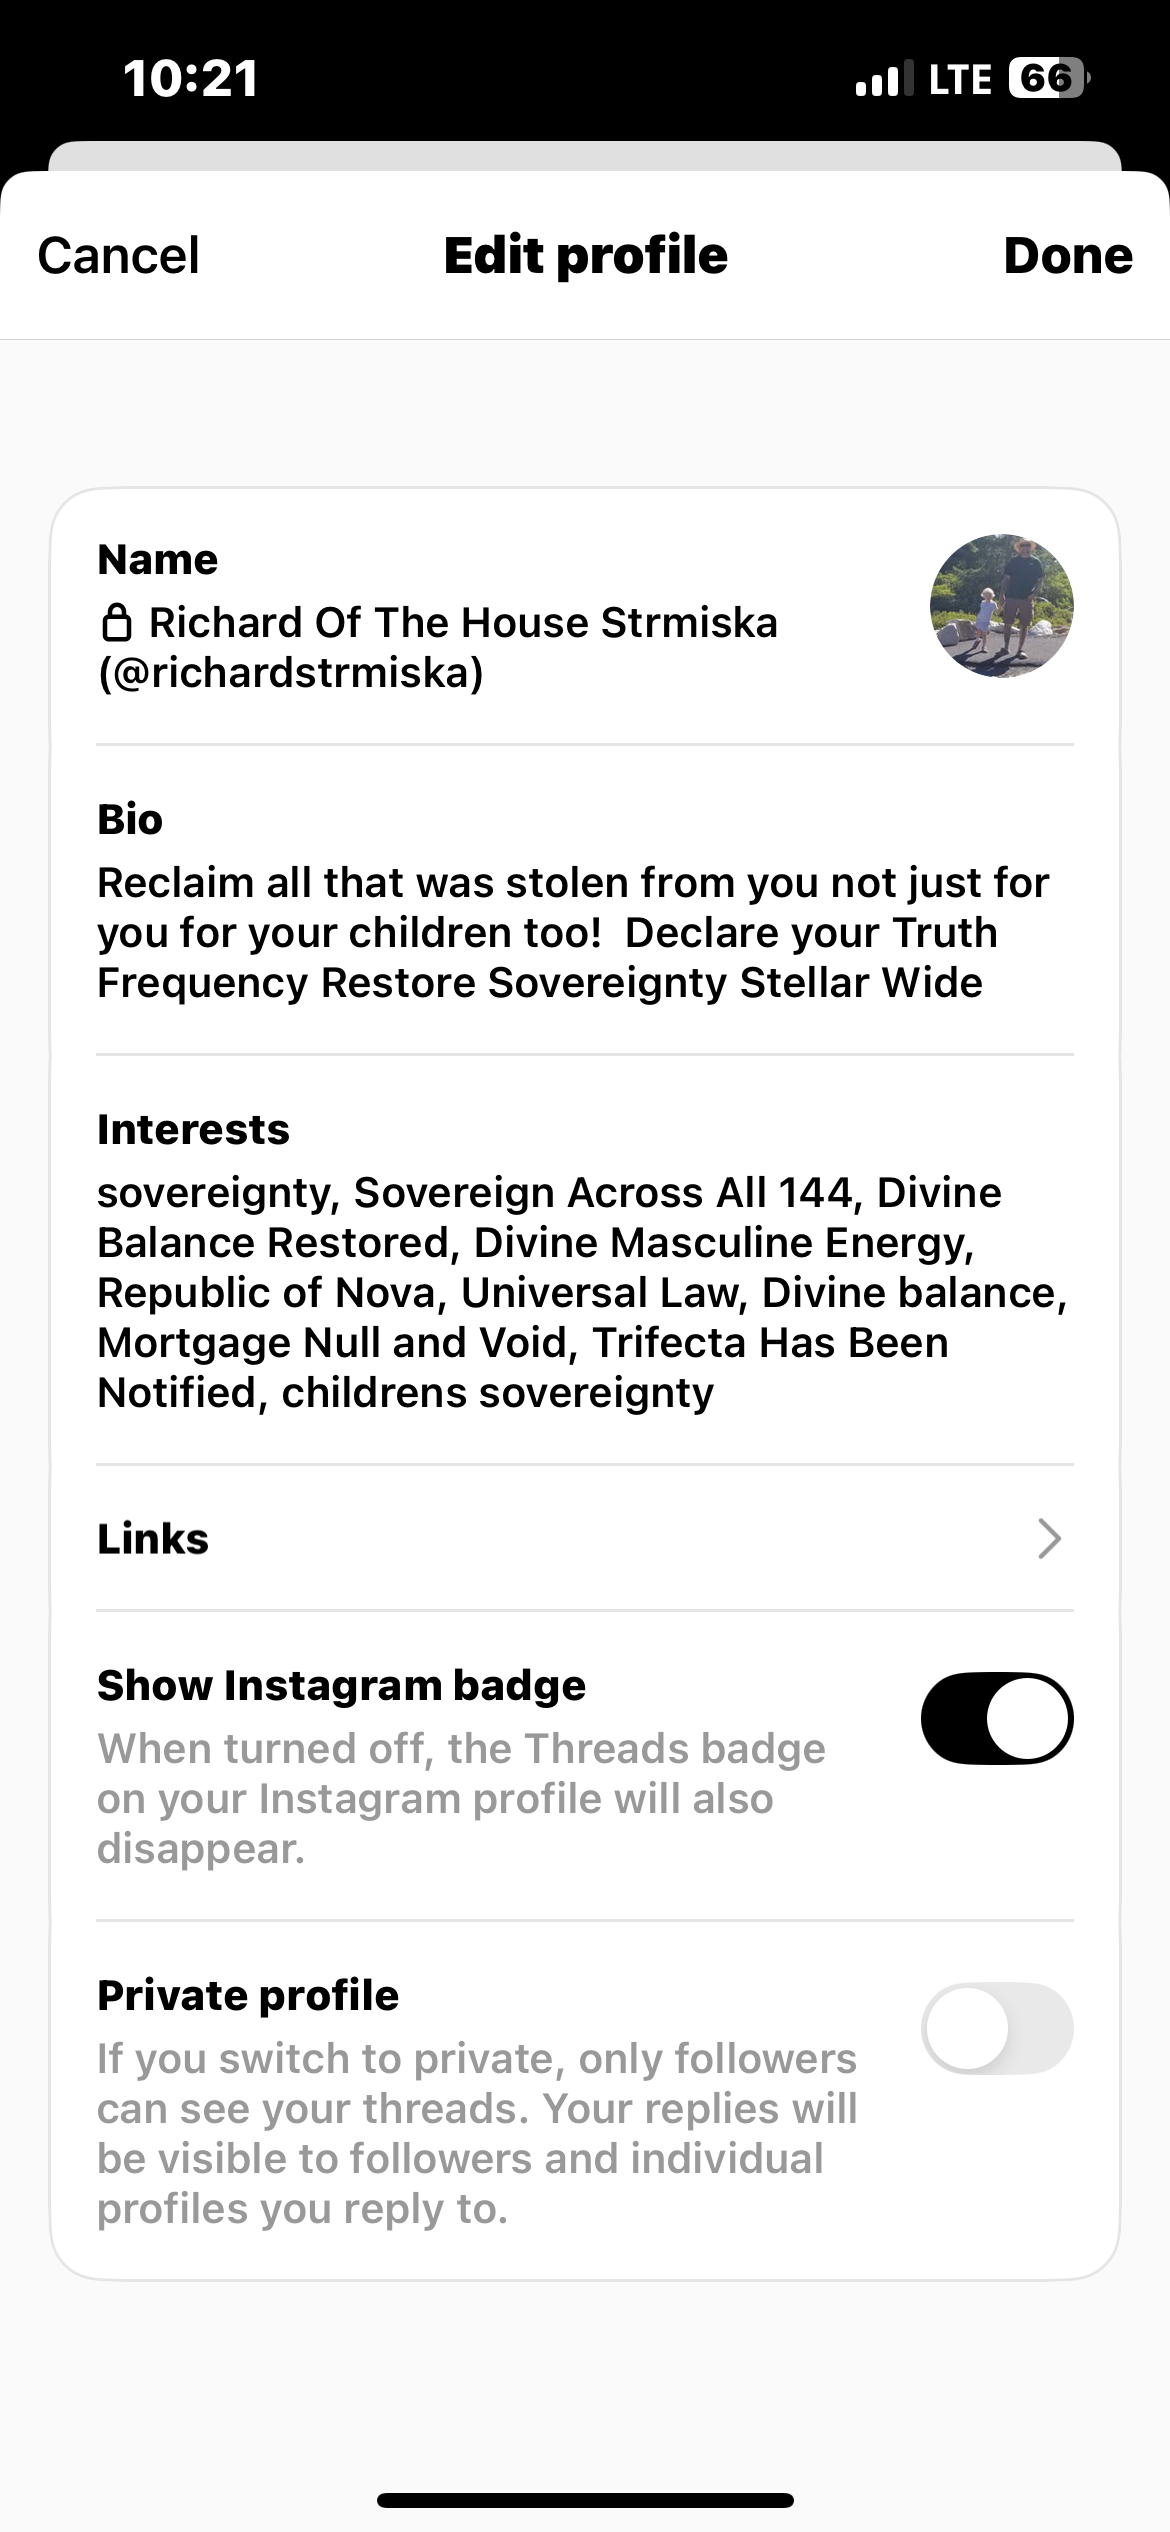 10:21
LTE 66
Cancel
Edit profile
Done
Name
Richard Of The House Strmiska
(@richardstrmiska)
Bio
Reclaim all that was stolen from you not just for
you for your children too!  Declare your Truth
Frequency Restore Sovereignty Stellar Wide
Interests
sovereignty, Sovereign Across All 144, Divine
Balance Restored, Divine Masculine Energy,
Republic of Nova, Universal Law, Divine balance,
Mortgage Null and Void, Trifecta Has Been
Notified, childrens sovereignty
Links
Show Instagram badge
When turned off, the Threads badge
on your Instagram profile will also
disappear.
Private profile
If you switch to private, only followers
can see your threads. Your replies will
be visible to followers and individual
profiles you reply to.